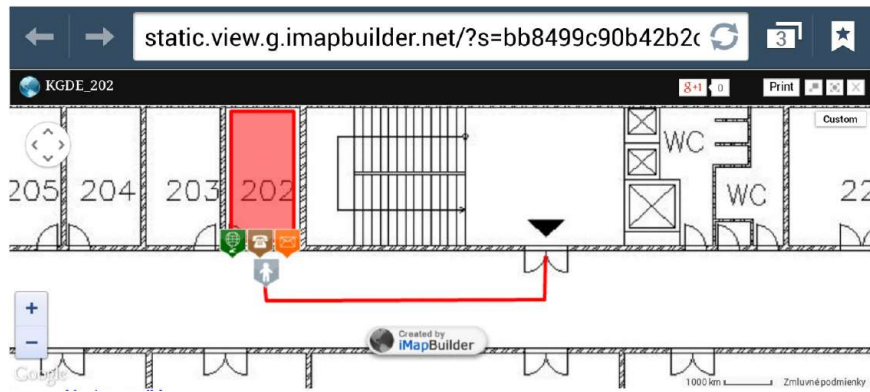 static.view.g.imapbuilder.net/?s=bb8499c90b42b2c
3
KGDE_202
g+1 0
Print
Custom
205 204 203 202 WC WC 22
+
−
Created by
iMapBuilder
Google
1000 km
Zmluvné podmienky